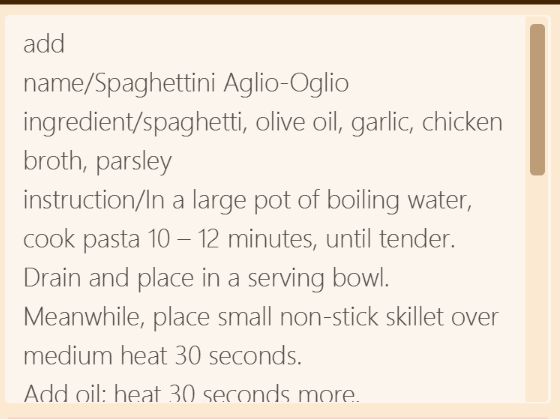 add
name/Spaghettini Aglio-Oglio
ingredient/spaghetti, olive oil, garlic, chicken
broth, parsley
instruction/In a large pot of boiling water,
cook pasta 10 – 12 minutes, until tender.
Drain and place in a serving bowl.
Meanwhile, place small non-stick skillet over
medium heat 30 seconds.
Add oil; heat 30 seconds more.